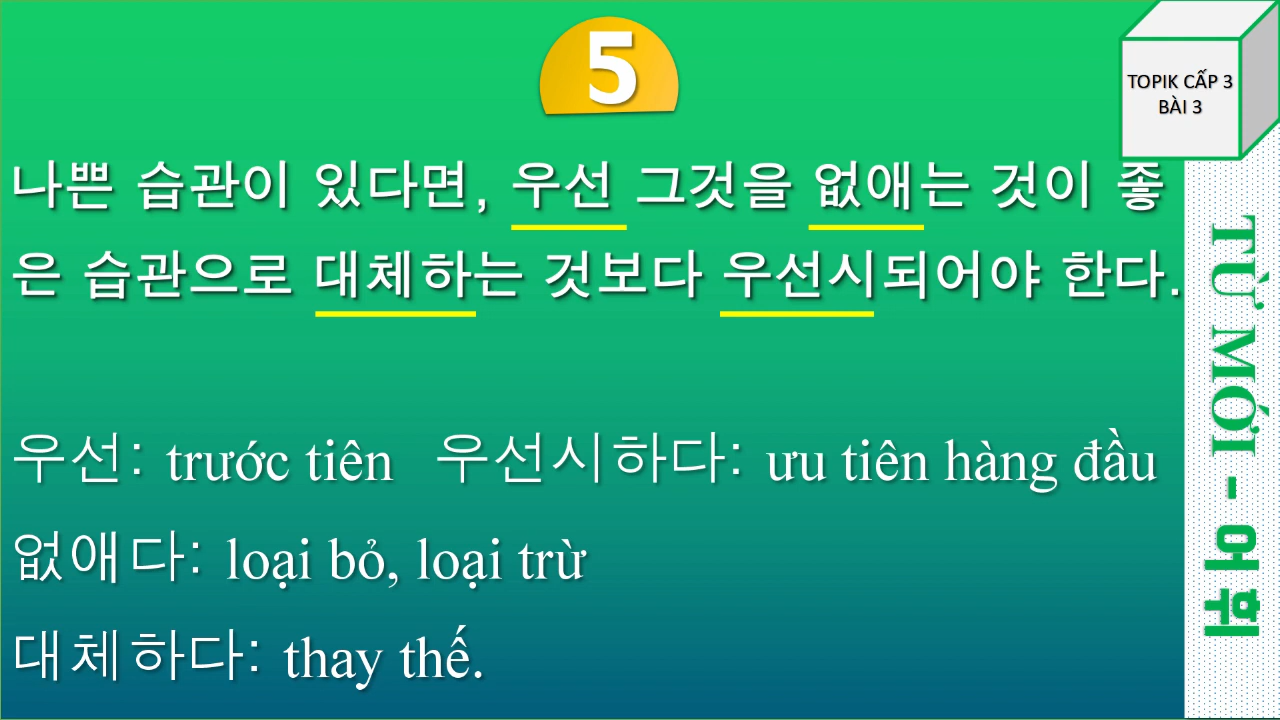 5
TOPIK CẤP 3
BÀI 3
나쁜 습관이 있다면, 우선 그것을 없애는 것이 좋
은 습관으로 대체하는 것보다 우선시되어야 한다.
우선: trước tiên 우선시하다: ưu tiên hàng đầu
없애다: loại bỏ, loại trừ
대체하다: thay thế.
TỪ MỚI - 어휘